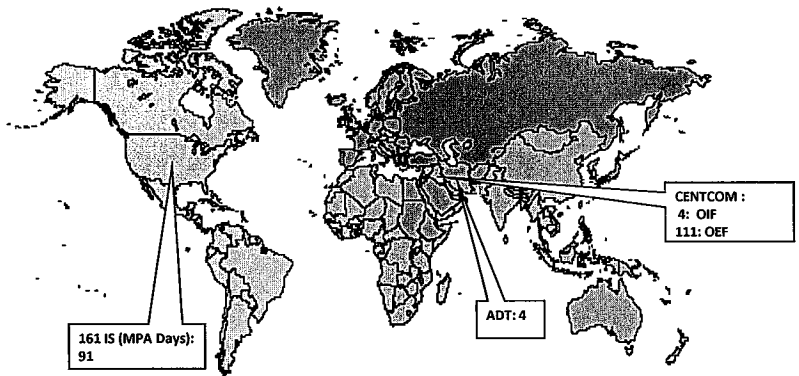 CENTCOM :
4: OIF
111: OEF
ADT: 4
161 IS (MPA Days):
91